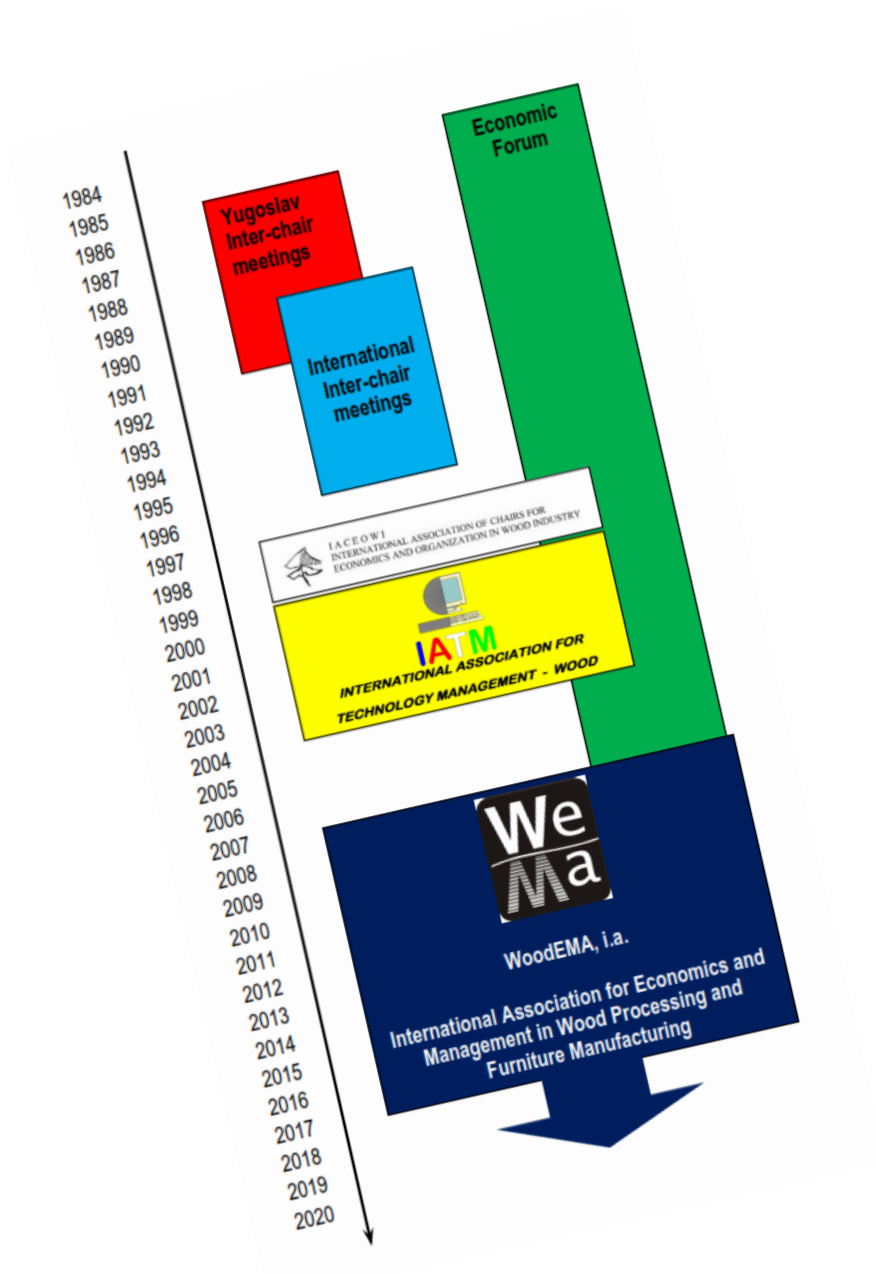 Economic
Forum
1984
1985
1986
1987
1988
1989
1990
1991
1992
1993
1994
1995
1996
1997
1998
1999
2000
2001
2002
2003
2004
2005
2006
2007
2008
2009
2010
2011
2012
2013
2014
2015
2016
2017
2018
2019
2020
Yugoslav
Inter-chair
meetings
International
Inter-chair
meetings
I A C E O W I
INTERNATIONAL ASSOCIATION OF CHAIRS FOR
ECONOMICS AND ORGANIZATION IN WOOD INDUSTRY
IATM
INTERNATIONAL ASSOCIATION FOR
TECHNOLOGY MANAGEMENT - WOOD
We
Ma
WoodEMA, i.a.
International Association for Economics and
Management in Wood Processing and
Furniture Manufacturing